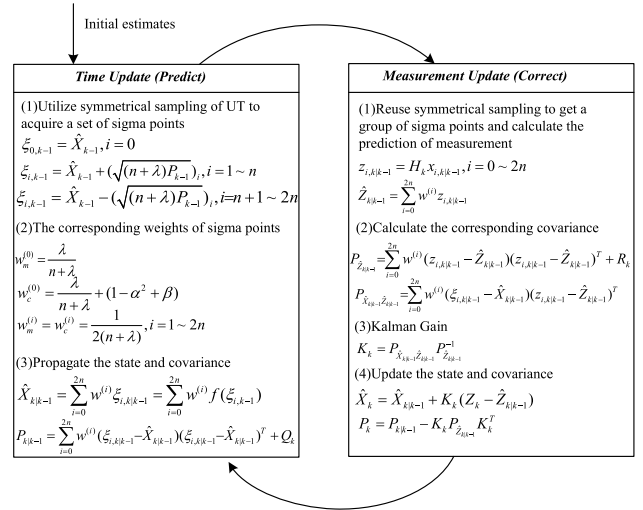 Initial estimates
Time Update (Predict)
(1)Utilize symmetrical sampling of UT to
acquire a set of sigma points
ξ_{0,k-1} = X̂_{k-1}, i = 0
ξ_{i,k-1} = X̂_{k-1} + (√((n+λ)P_{k-1}))_i, i = 1 ~ n
ξ_{i,k-1} = X̂_{k-1} − (√((n+λ)P_{k-1}))_i, i=n+1 ~ 2n
(2)The corresponding weights of sigma points
w_m^{(0)} = λ/(n+λ)
w_c^{(0)} = λ/(n+λ) + (1−α²+β)
w_m^{(i)} = w_c^{(i)} = 1/(2(n+λ)), i = 1 ~ 2n
(3)Propagate the state and covariance
X̂_{k|k-1} = ∑_{i=0}^{2n} w^{(i)} ξ_{i,k|k-1} = ∑_{i=0}^{2n} w^{(i)} f(ξ_{i,k-1})
P_{k|k-1} = ∑_{i=0}^{2n} w^{(i)} (ξ_{i,k|k-1} − X̂_{k|k-1})(ξ_{i,k|k-1} − X̂_{k|k-1})^T + Q_k
Measurement Update (Correct)
(1)Reuse symmetrical sampling to get a
group of sigma points and calculate the
prediction of measurement
z_{i,k|k-1} = H_k x_{i,k|k-1}, i = 0 ~ 2n
Ẑ_{k|k-1} = ∑_{i=0}^{2n} w^{(i)} z_{i,k|k-1}
(2)Calculate the corresponding covariance
P_{Ẑ_{k|k-1}} = ∑_{i=0}^{2n} w^{(i)} (z_{i,k|k-1} − Ẑ_{k|k-1})(z_{i,k|k-1} − Ẑ_{k|k-1})^T + R_k
P_{X̂_{k|k-1}Ẑ_{k|k-1}} = ∑_{i=0}^{2n} w^{(i)} (ξ_{i,k|k-1} − X̂_{k|k-1})(z_{i,k|k-1} − Ẑ_{k|k-1})^T
(3)Kalman Gain
K_k = P_{X̂_{k|k-1}Ẑ_{k|k-1}} P_{Ẑ_{k|k-1}}^{-1}
(4)Update the state and covariance
X̂_k = X̂_{k|k-1} + K_k (Z_k − Ẑ_{k|k-1})
P_k = P_{k|k-1} − K_k P_{Ẑ_{k|k-1}} K_k^T